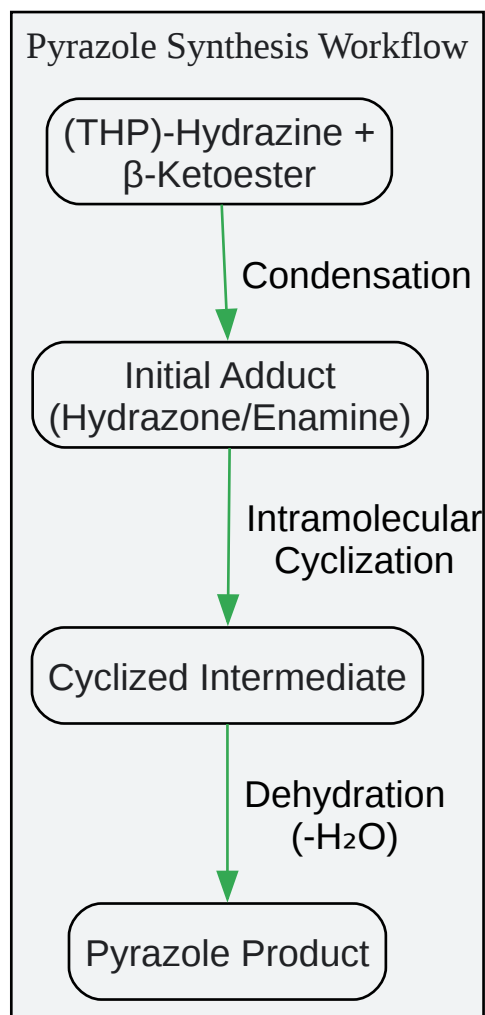 Pyrazole Synthesis Workflow
(THP)-Hydrazine +
β-Ketoester
Condensation
Initial Adduct
(Hydrazone/Enamine)
Intramolecular
Cyclization
Cyclized Intermediate
Dehydration
(-H₂O)
Pyrazole Product